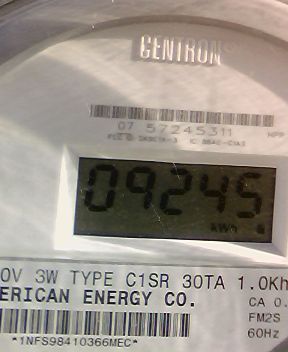 CENTRON®
07 57245311
09245
kWh
0V 3W TYPE C1SR 30TA 1.0Kh
ERICAN ENERGY CO.
CA 0.
FM2S
60Hz
*1NFS98410366MEC*